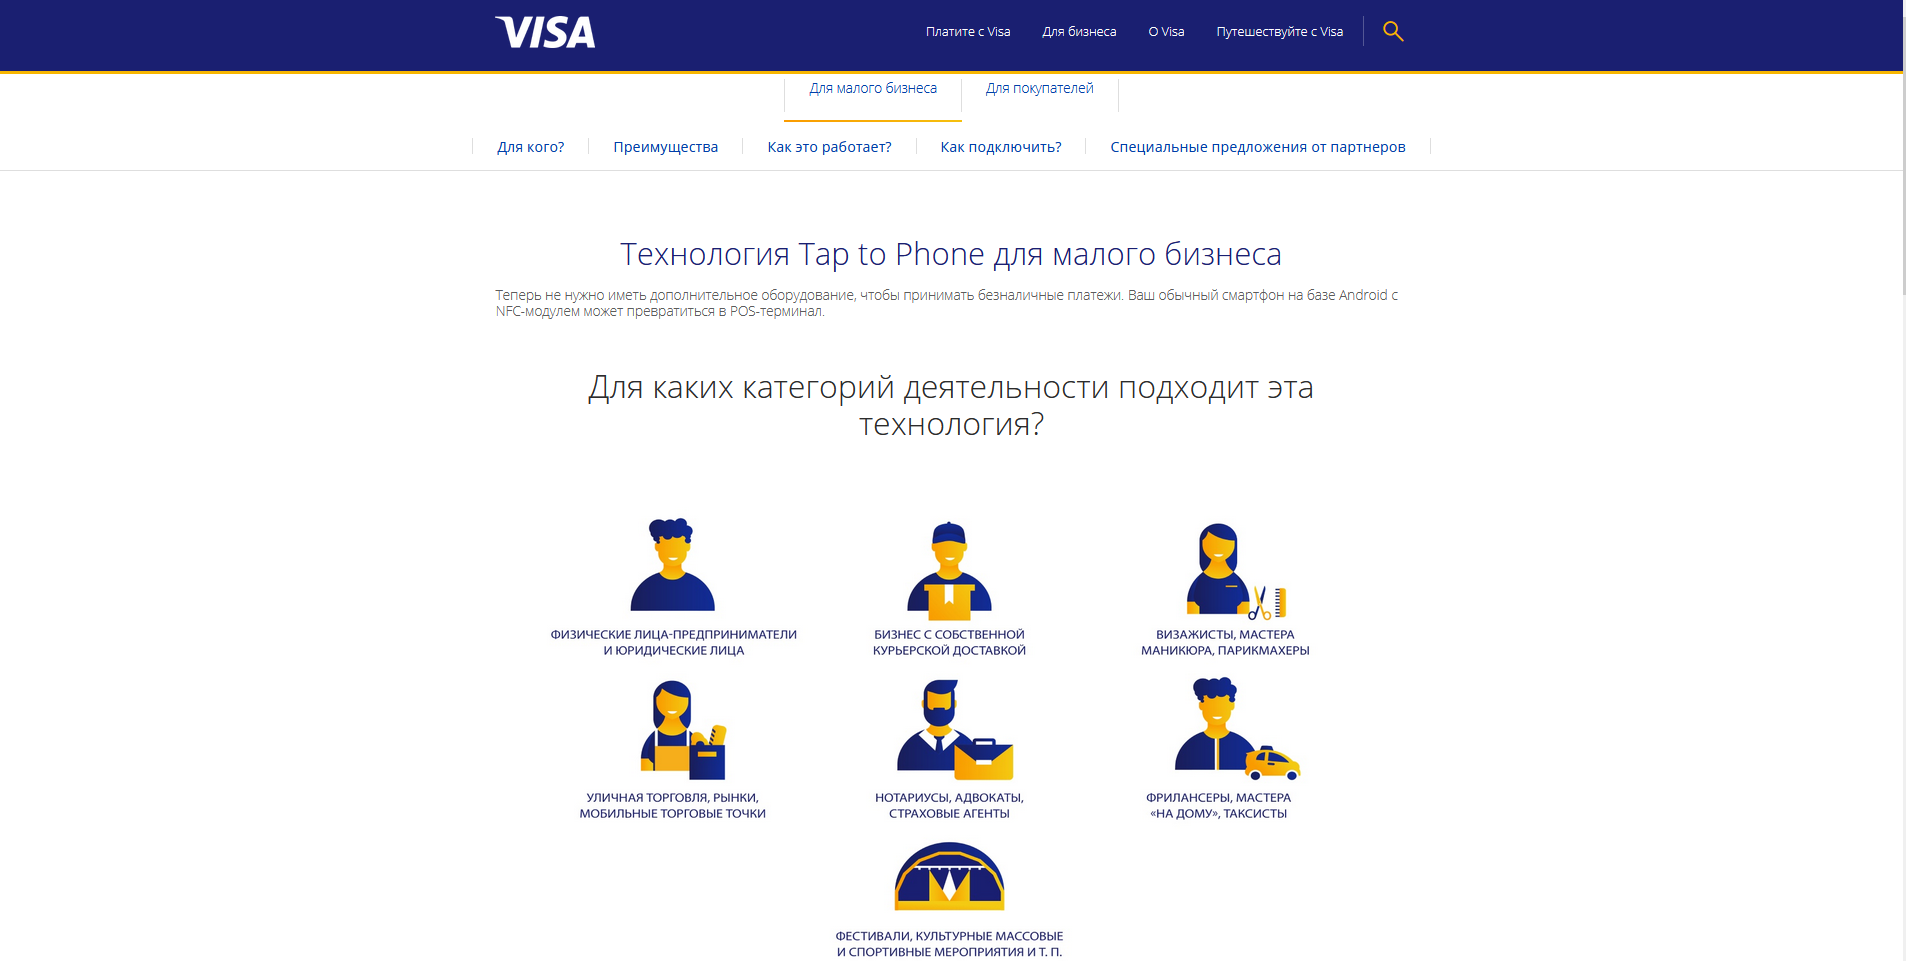 VISA
Платите с Visa
Для бизнеса
О Visa
Путешествуйте с Visa
Для малого бизнеса
Для покупателей
Для кого?
Преимущества
Как это работает?
Как подключить?
Специальные предложения от партнеров
Технология Tap to Phone для малого бизнеса
Теперь не нужно иметь дополнительное оборудование, чтобы принимать безналичные платежи. Ваш обычный смартфон на базе Android с
NFC-модулем может превратиться в POS-терминал.
Для каких категорий деятельности подходит эта
технология?
ФИЗИЧЕСКИЕ ЛИЦА-ПРЕДПРИНИМАТЕЛИ
И ЮРИДИЧЕСКИЕ ЛИЦА
БИЗНЕС С СОБСТВЕННОЙ
КУРЬЕРСКОЙ ДОСТАВКОЙ
ВИЗАЖИСТЫ, МАСТЕРА
МАНИКЮРА, ПАРИКМАХЕРЫ
УЛИЧНАЯ ТОРГОВЛЯ, РЫНКИ,
МОБИЛЬНЫЕ ТОРГОВЫЕ ТОЧКИ
НОТАРИУСЫ, АДВОКАТЫ,
СТРАХОВЫЕ АГЕНТЫ
ФРИЛАНСЕРЫ, МАСТЕРА
«НА ДОМУ», ТАКСИСТЫ
ФЕСТИВАЛИ, КУЛЬТУРНЫЕ МАССОВЫЕ
И СПОРТИВНЫЕ МЕРОПРИЯТИЯ И Т. П.